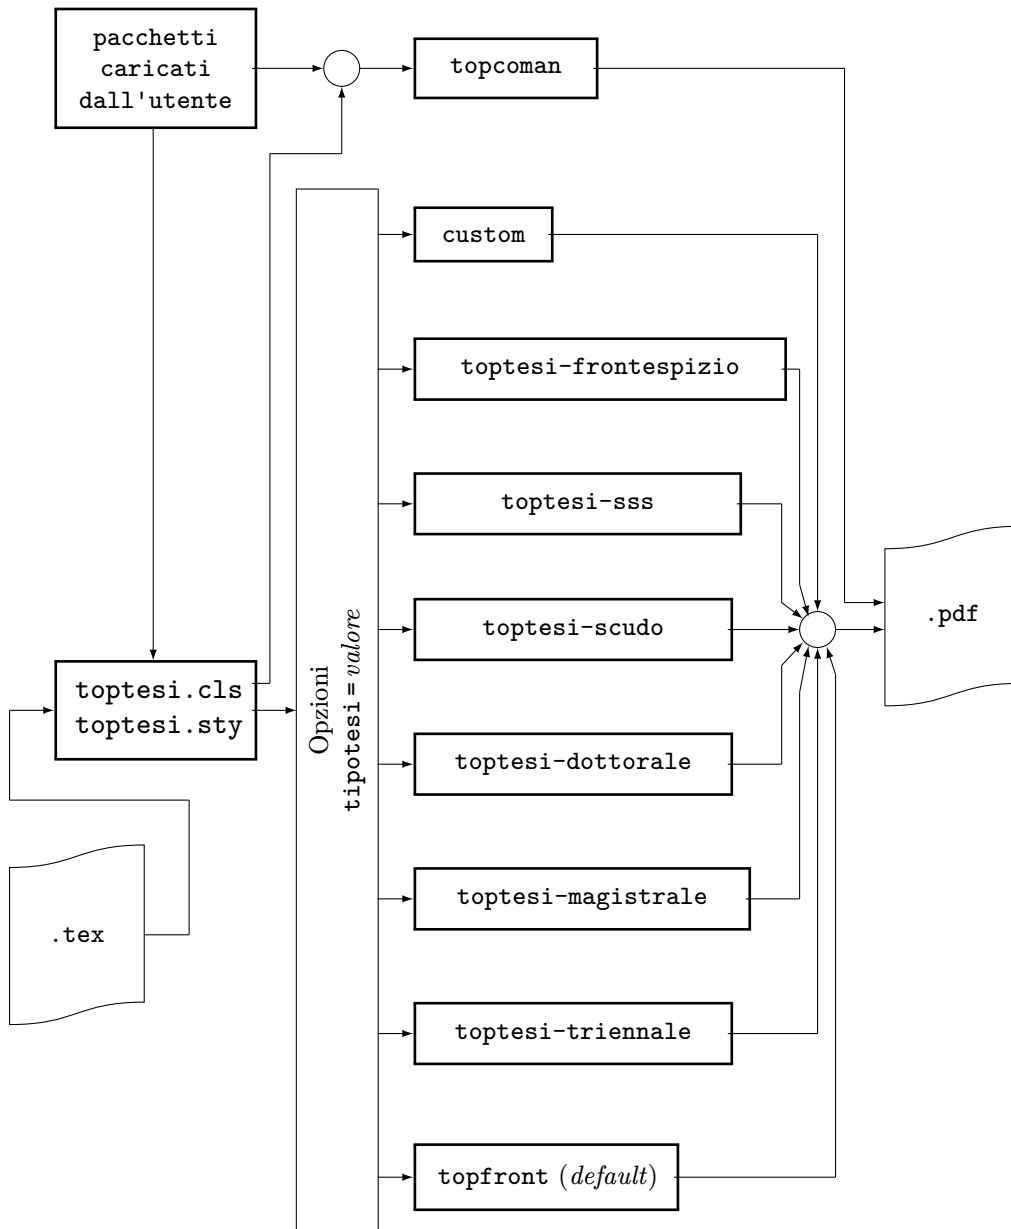 pacchetti
caricati
dall'utente
topcoman
custom
toptesi-frontespizio
toptesi-sss
toptesi-scudo
.pdf
toptesi.cls
toptesi.sty
Opzioni
tipotesi=valore
toptesi-dottorale
toptesi-magistrale
.tex
toptesi-triennale
topfront (default)